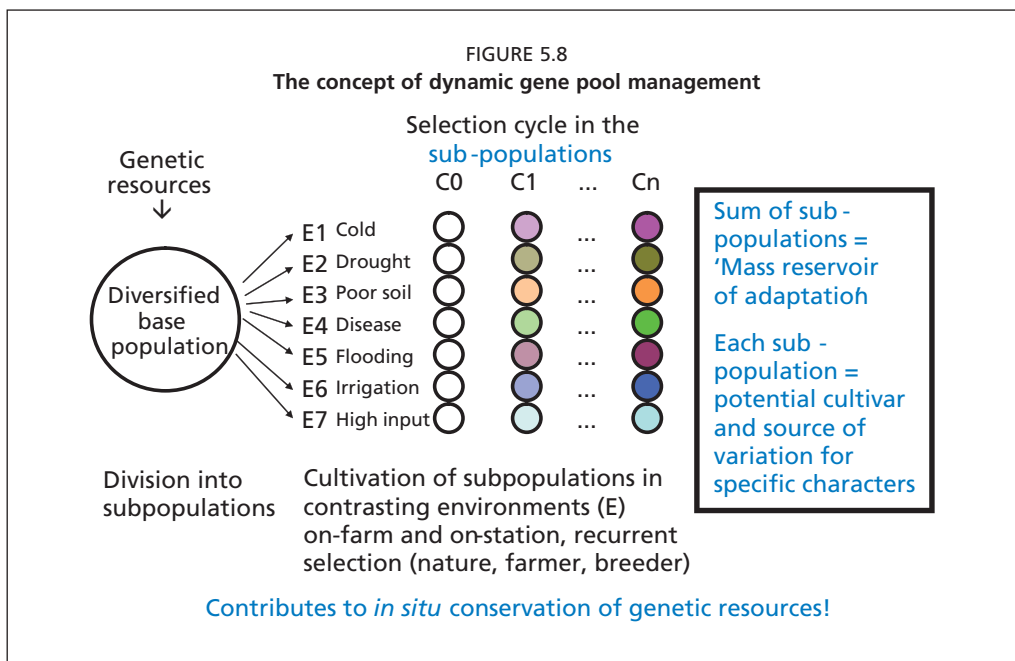 FIGURE 5.8
The concept of dynamic gene pool management
Selection cycle in the
sub-populations
Genetic
resources
C0 C1 ... Cn
Diversified
base
population
E1 Cold ...
E2 Drought ...
E3 Poor soil ...
E4 Disease ...
E5 Flooding ...
E6 Irrigation ...
E7 High input ...
Sum of sub-
populations =
'Mass reservoir
of adaptation
Each sub-
population =
potential cultivar
and source of
variation for
specific characters
Division into
subpopulations
Cultivation of subpopulations in
contrasting environments (E)
on-farm and on-station, recurrent
selection (nature, farmer, breeder)
Contributes to in situ conservation of genetic resources!